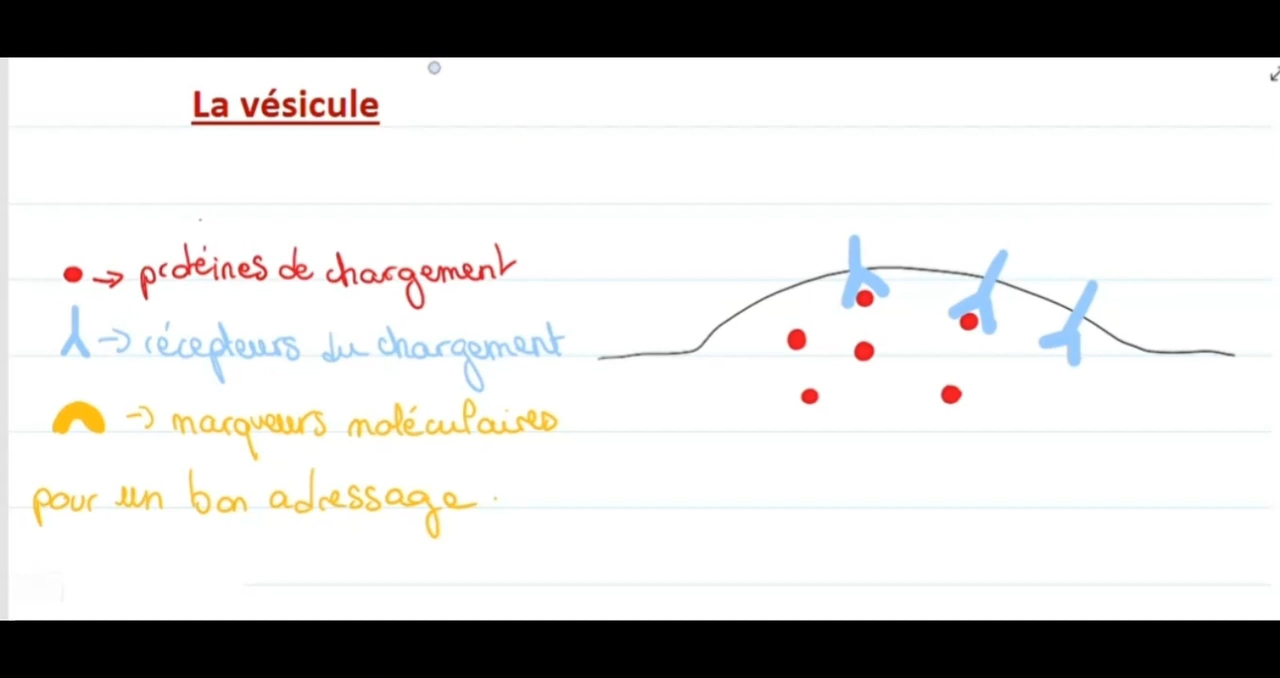 La vésicule
→ protéines de chargement
→ récepteurs du chargement
→ marqueurs moléculaires
pour un bon adressage.